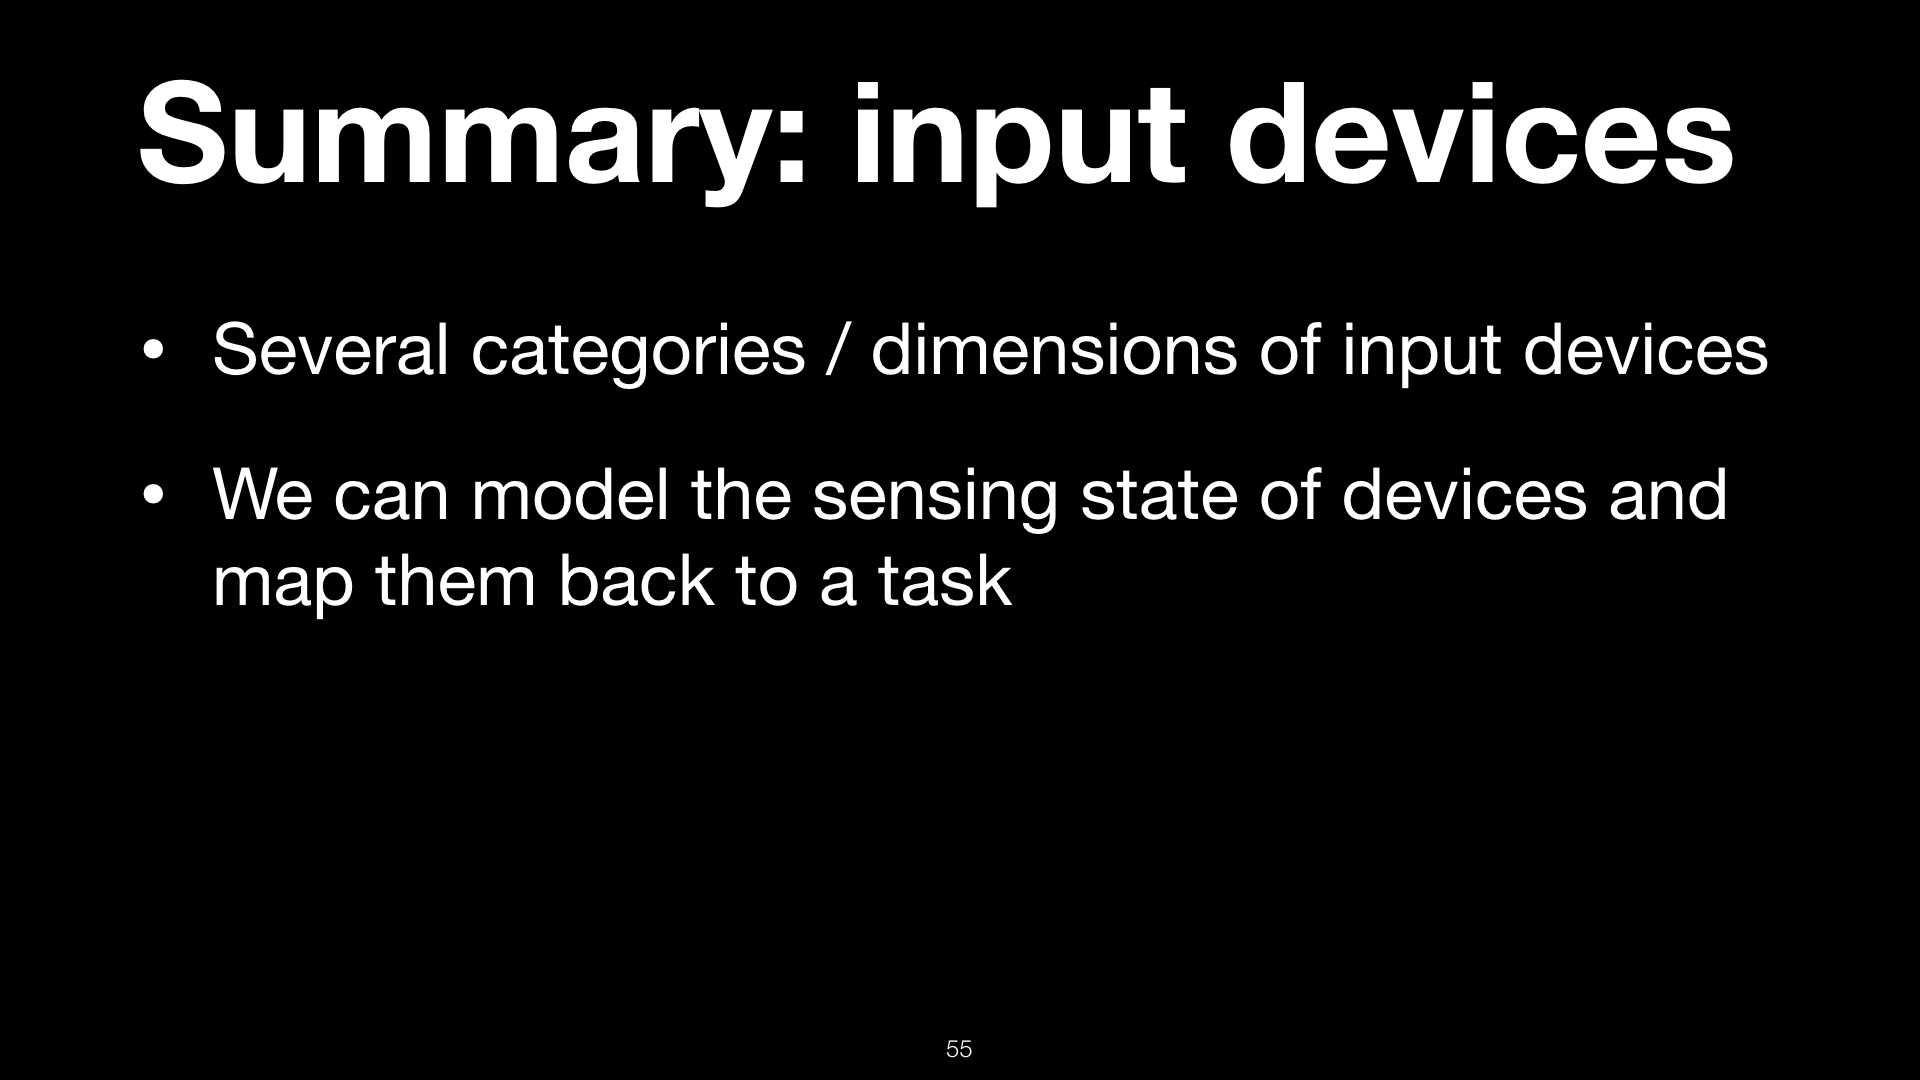 Summary: input devices
• Several categories / dimensions of input devices
• We can model the sensing state of devices and
map them back to a task
55